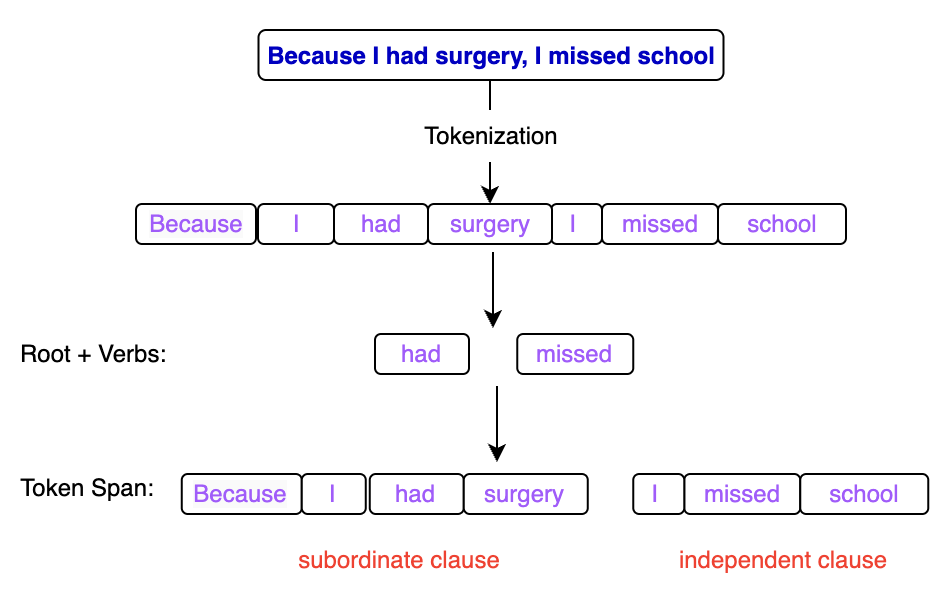 Because I had surgery, I missed school
Tokenization
Because I had surgery I missed school
Root + Verbs: had missed
Token Span: Because I had surgery I missed school
subordinate clause independent clause